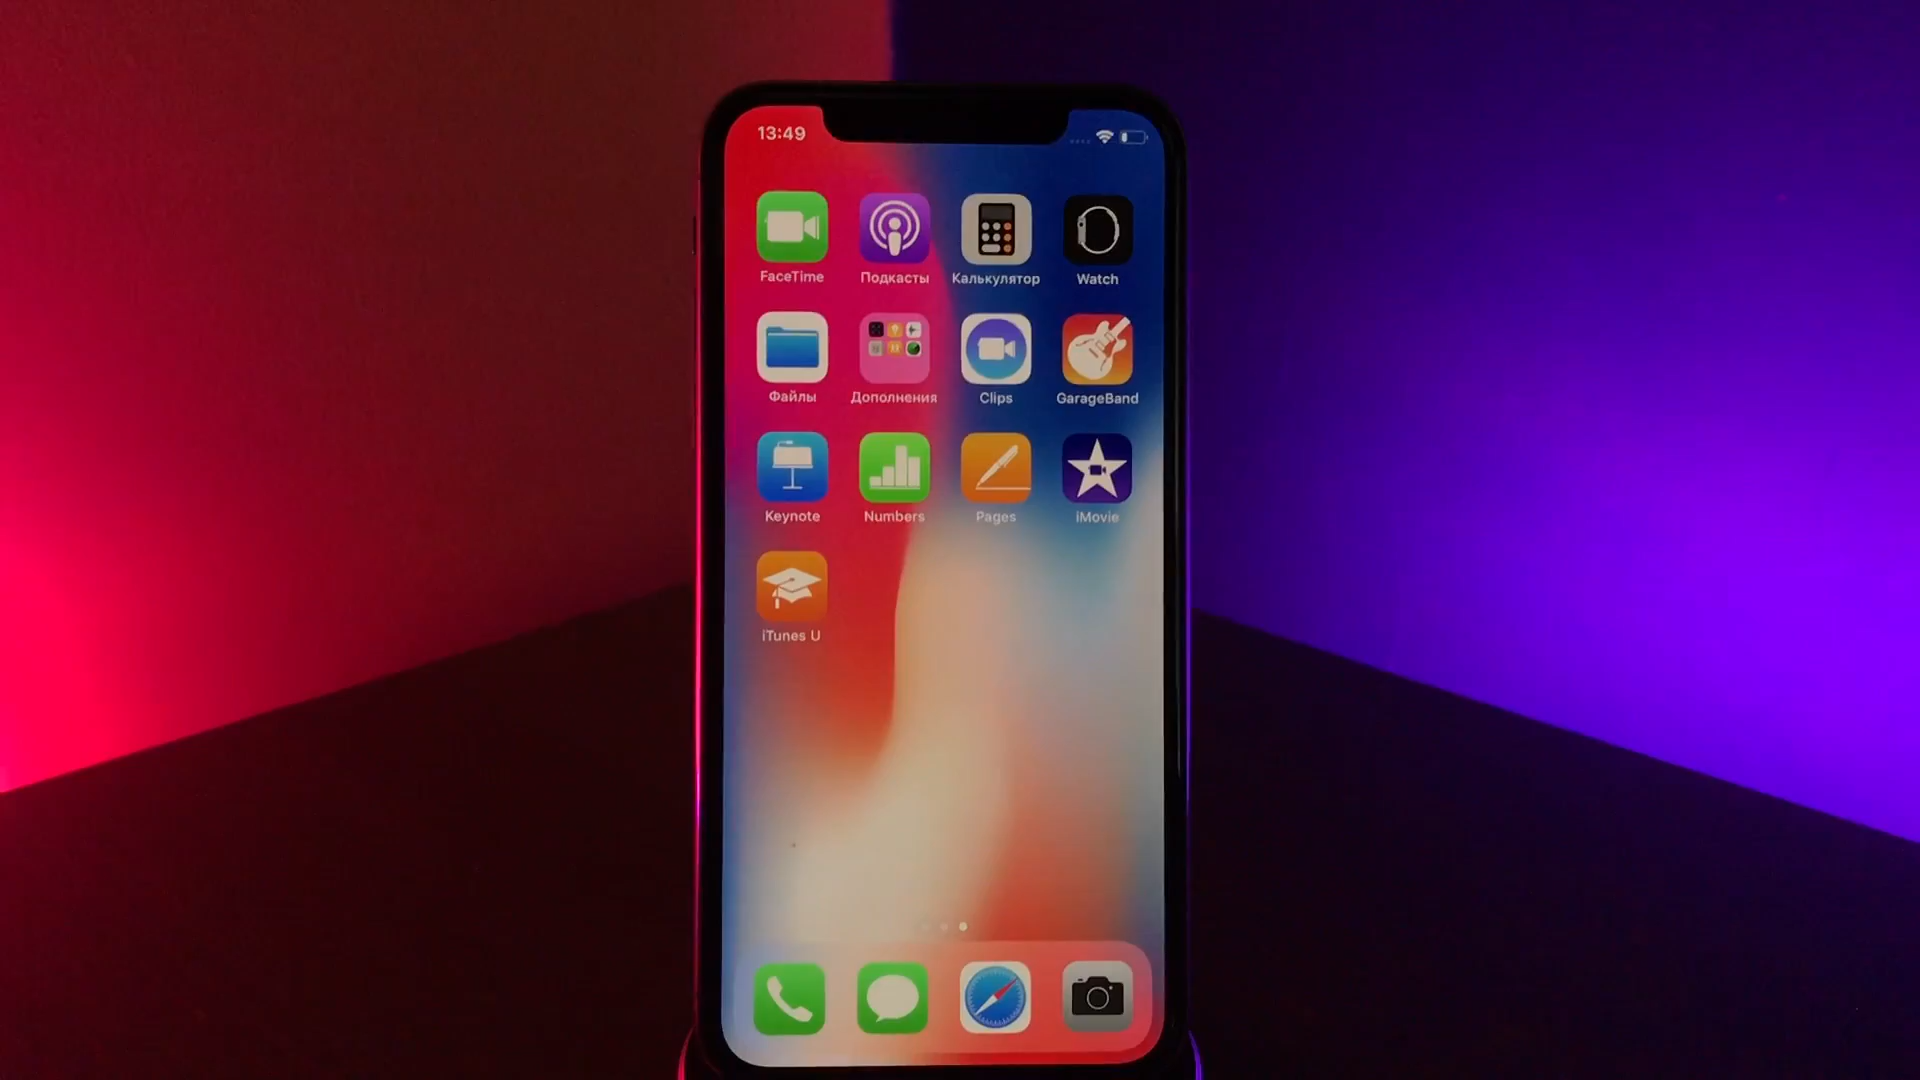 13:49
FaceTime
Подкасты
Калькулятор
Watch
Файлы
Дополнения
Clips
GarageBand
Keynote
Numbers
Pages
iMovie
iTunes U